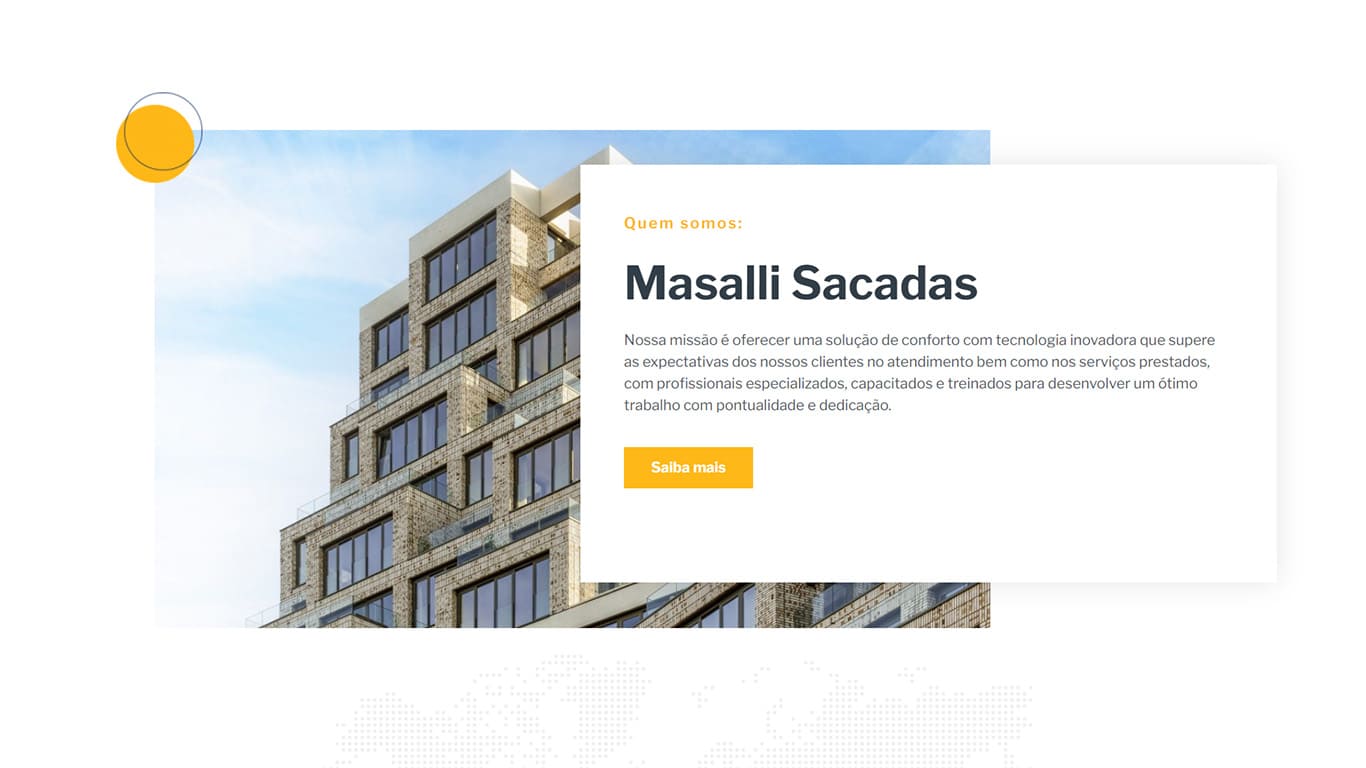 Quem somos:
Masalli Sacadas
Nossa missão é oferecer uma solução de conforto com tecnologia inovadora que supere
as expectativas dos nossos clientes no atendimento bem como nos serviços prestados,
com profissionais especializados, capacitados e treinados para desenvolver um ótimo
trabalho com pontualidade e dedicação.
Saiba mais